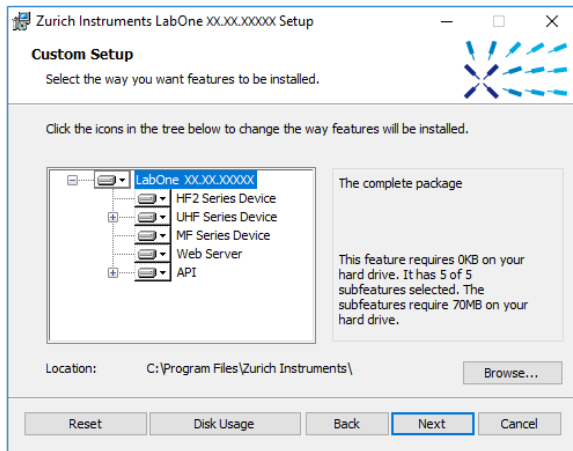 Zurich Instruments LabOne XX.XX.XXXXX Setup
Custom Setup
Select the way you want features to be installed.
Click the icons in the tree below to change the way features will be installed.
LabOne XX.XX.XXXXX
HF2 Series Device
UHF Series Device
MF Series Device
Web Server
API
The complete package
This feature requires 0KB on your
hard drive. It has 5 of 5
subfeatures selected. The
subfeatures require 70MB on your
hard drive.
Location: C:\Program Files\Zurich Instruments\
Browse...
Reset Disk Usage Back Next Cancel